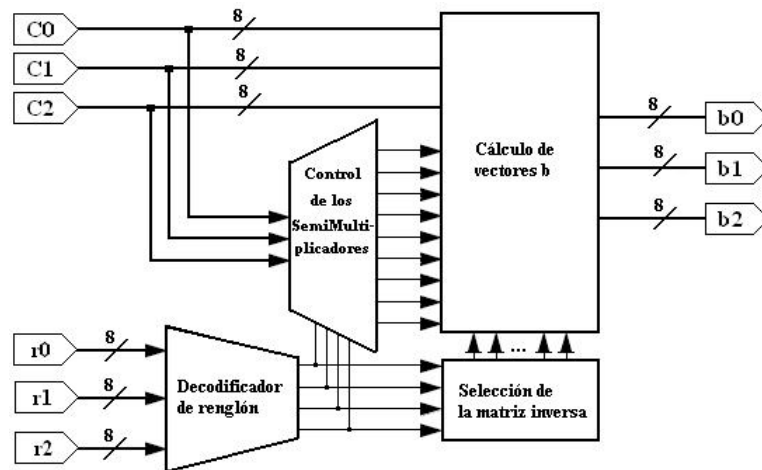 C0
8
C1
8
C2
8
Control
de los
SemiMulti-
plicadores
Cálculo de
vectores b
8
b0
8
b1
8
b2
r0
8
r1
8
r2
8
Decodificador
de renglón
...
Selección de
la matriz inversa